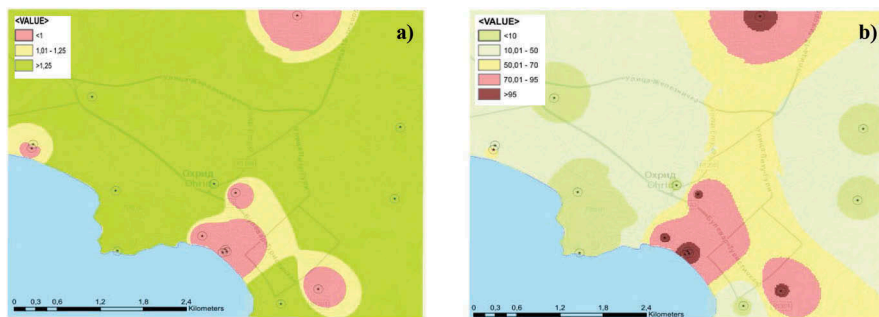 <VALUE>
<1
1,01 - 1,25
>1,25
a)
Охрид
Ohrid
0 0,3 0,6 1,2 1,8 2,4
Kilometers
<VALUE>
<10
10,01 - 50
50,01 - 70
70,01 - 95
>95
b)
Охрид
Ohrid
0 0,3 0,6 1,2 1,8 2,4
Kilometers